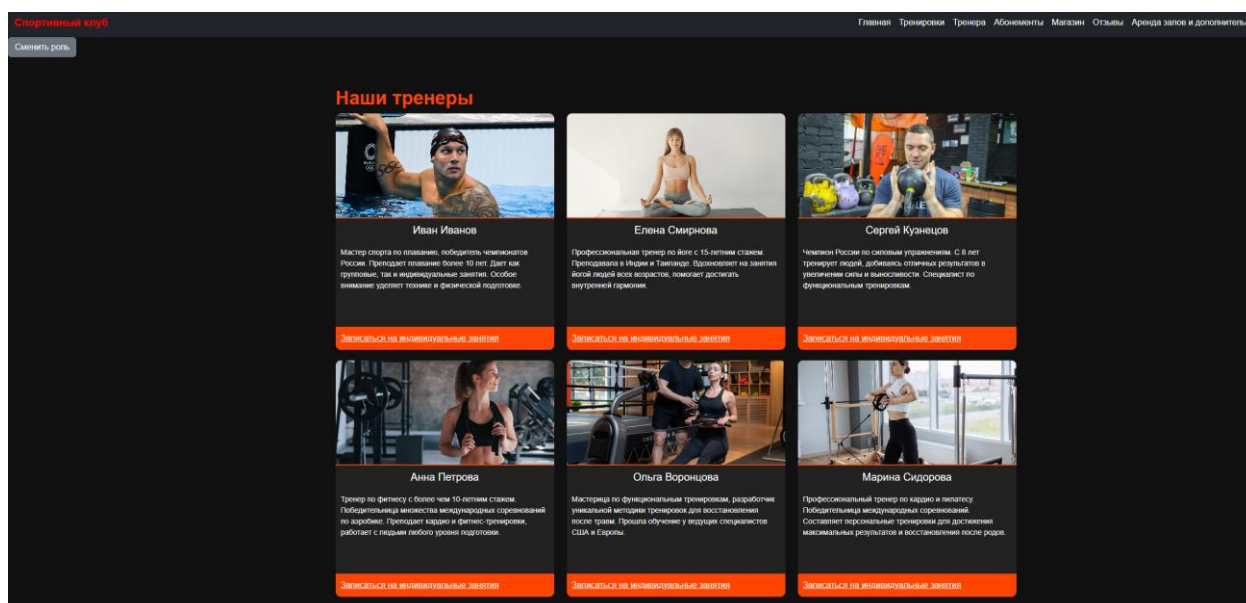 Спортивный клуб
Главная Тренировки Тренера Абонементы Магазин Отзывы Аренда залов и дополнитель
Сменить роль
Наши тренеры
Иван Иванов
Мастер спорта по плаванию, победитель чемпионатов
России. Преподает плавание более 10 лет. Дает как
групповые, так и индивидуальные занятия. Особое
внимание уделяет технике и физической подготовке.
Записаться на индивидуальные занятия
Елена Смирнова
Профессиональная тренер по йоге с 15-летним стажем.
Преподавала в Индии и Таиланде. Вдохновляет на занятия
йогой людей всех возрастов, помогает достигать
внутренней гармонии.
Записаться на индивидуальные занятия
Сергей Кузнецов
Чемпион России по силовым упражнениям. С 8 лет
тренирует людей, добиваясь отличных результатов в
увеличении силы и выносливости. Специалист по
функциональным тренировкам.
Записаться на индивидуальные занятия
Анна Петрова
Тренер по фитнесу с более чем 10-летним стажем.
Победительница множества международных соревнований
по аэробике. Преподает кардио и фитнес-тренировки,
работает с людьми любого уровня подготовки.
Записаться на индивидуальные занятия
Ольга Воронцова
Мастерица по функциональным тренировкам, разработчик
уникальной методики тренировок для восстановления
после травм. Прошла обучение у ведущих специалистов
США и Европы.
Записаться на индивидуальные занятия
Марина Сидорова
Профессиональный тренер по кардио и пилатесу.
Победительница международных соревнований.
Составляет персональные тренировки для достижения
максимальных результатов и восстановления после родов.
Записаться на индивидуальные занятия